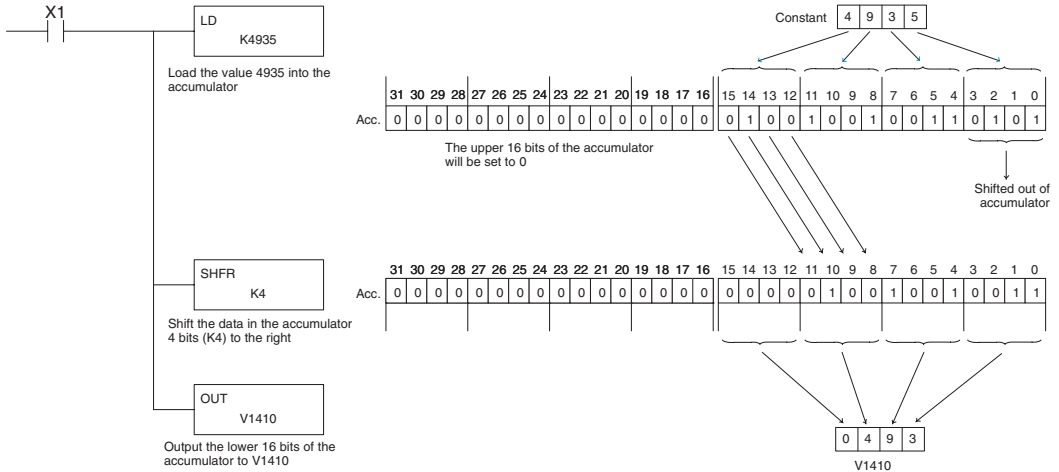 X1
LD
K4935
Load the value 4935 into the
accumulator
Constant 4 9 3 5
31 30 29 28 27 26 25 24 23 22 21 20 19 18 17 16 15 14 13 12 11 10 9 8 7 6 5 4 3 2 1 0
Acc. 0 0 0 0 0 0 0 0 0 0 0 0 0 0 0 0 0 1 0 0 1 0 0 1 0 0 1 1 0 1 0 1
The upper 16 bits of the accumulator
will be set to 0
Shifted out of
accumulator
SHFR
K4
Shift the data in the accumulator
4 bits (K4) to the right
31 30 29 28 27 26 25 24 23 22 21 20 19 18 17 16 15 14 13 12 11 10 9 8 7 6 5 4 3 2 1 0
Acc. 0 0 0 0 0 0 0 0 0 0 0 0 0 0 0 0 0 0 0 0 0 1 0 0 1 0 0 1 0 0 1 1
OUT
V1410
Output the lower 16 bits of the
accumulator to V1410
0 4 9 3
V1410